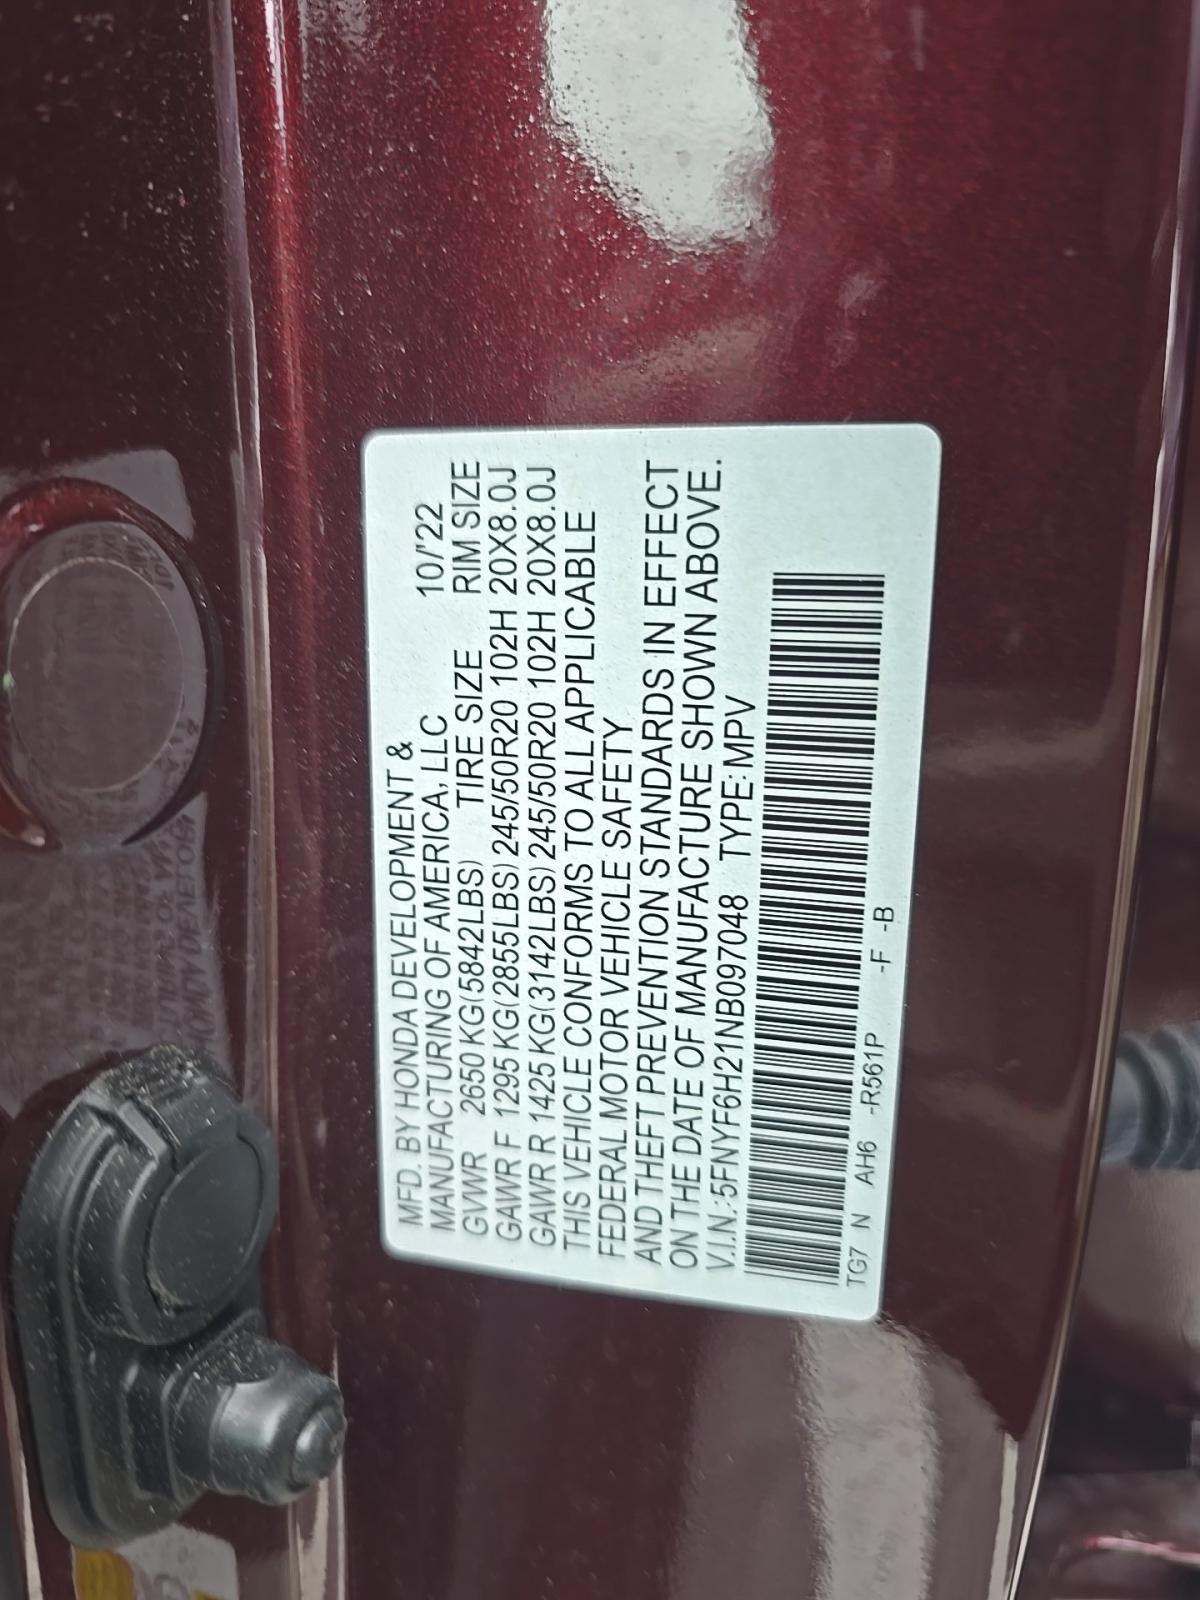 MFD. BY HONDA DEVELOPMENT &
MANUFACTURING OF AMERICA, LLC 10/'22
GVWR 2650 KG(5842LBS) TIRE SIZE RIM SIZE
GAWR F 1295 KG(2855LBS) 245/50R20 102H 20X8.0J
GAWR R 1425 KG(3142LBS) 245/50R20 102H 20X8.0J
THIS VEHICLE CONFORMS TO ALL APPLICABLE
FEDERAL MOTOR VEHICLE SAFETY
AND THEFT PREVENTION STANDARDS IN EFFECT
ON THE DATE OF MANUFACTURE SHOWN ABOVE.
V.I.N.:5FNYF6H21NB097048 TYPE:MPV
TG7 N AH6 -R561P -F -B